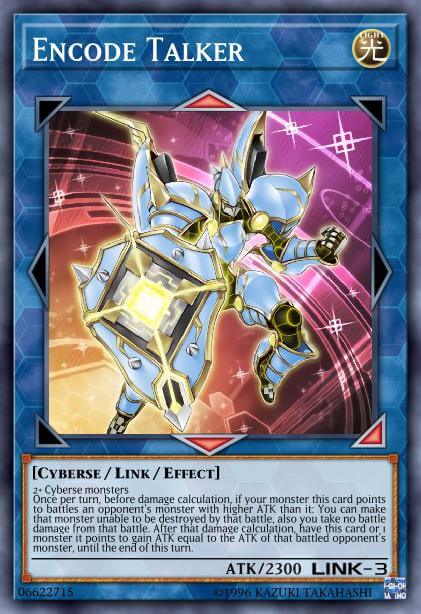 ENCODE TALKER
LIGHT
光
[CYBERSE / LINK / EFFECT]
2+ Cyberse monsters
Once per turn, before damage calculation, if your monster this card points
to battles an opponent's monster with higher ATK than it: You can make
that monster unable to be destroyed by that battle, also you take no battle
damage from that battle. After that damage calculation, have this card or 1
monster it points to gain ATK equal to the ATK of that battled opponent's
monster, until the end of this turn.
ATK/2300 LINK-3
06622715
©1996 KAZUKI TAKAHASHI